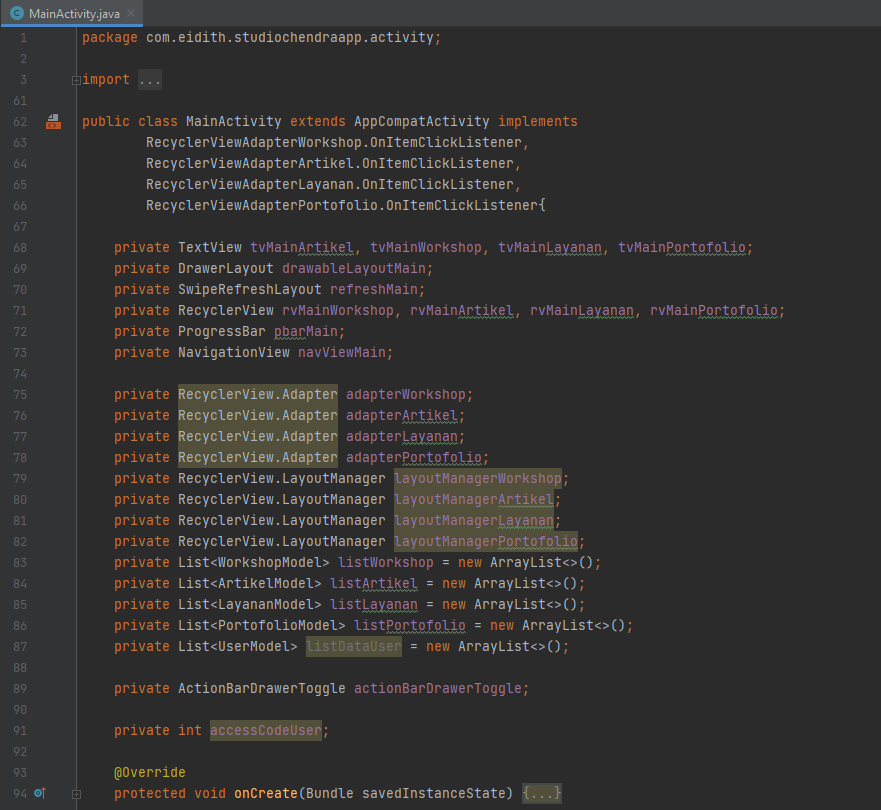 MainActivity.java
1 package com.eidith.studiochendraapp.activity;
2
3 import ...
61
62 public class MainActivity extends AppCompatActivity implements
63 RecyclerViewAdapterWorkshop.OnItemClickListener,
64 RecyclerViewAdapterArtikel.OnItemClickListener,
65 RecyclerViewAdapterLayanan.OnItemClickListener,
66 RecyclerViewAdapterPortofolio.OnItemClickListener{
67
68 private TextView tvMainArtikel, tvMainWorkshop, tvMainLayanan, tvMainPortofolio;
69 private DrawerLayout drawableLayoutMain;
70 private SwipeRefreshLayout refreshMain;
71 private RecyclerView rvMainWorkshop, rvMainArtikel, rvMainLayanan, rvMainPortofolio;
72 private ProgressBar pbarMain;
73 private NavigationView navViewMain;
74
75 private RecyclerView.Adapter adapterWorkshop;
76 private RecyclerView.Adapter adapterArtikel;
77 private RecyclerView.Adapter adapterLayanan;
78 private RecyclerView.Adapter adapterPortofolio;
79 private RecyclerView.LayoutManager layoutManagerWorkshop;
80 private RecyclerView.LayoutManager layoutManagerArtikel;
81 private RecyclerView.LayoutManager layoutManagerLayanan;
82 private RecyclerView.LayoutManager layoutManagerPortofolio;
83 private List<WorkshopModel> listWorkshop = new ArrayList<>();
84 private List<ArtikelModel> listArtikel = new ArrayList<>();
85 private List<LayananModel> listLayanan = new ArrayList<>();
86 private List<PortofolioModel> listPortofolio = new ArrayList<>();
87 private List<UserModel> listDataUser = new ArrayList<>();
88
89 private ActionBarDrawerToggle actionBarDrawerToggle;
90
91 private int accessCodeUser;
92
93 @Override
94 protected void onCreate(Bundle savedInstanceState) {...}